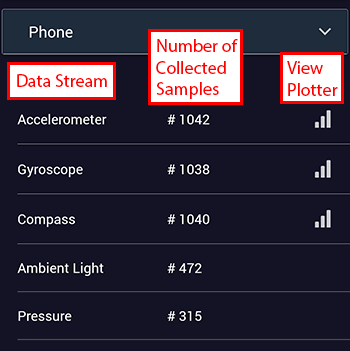 Phone
Data Stream
Number of
Collected
Samples
View
Plotter
Accelerometer # 1042
Gyroscope # 1038
Compass # 1040
Ambient Light # 472
Pressure # 315